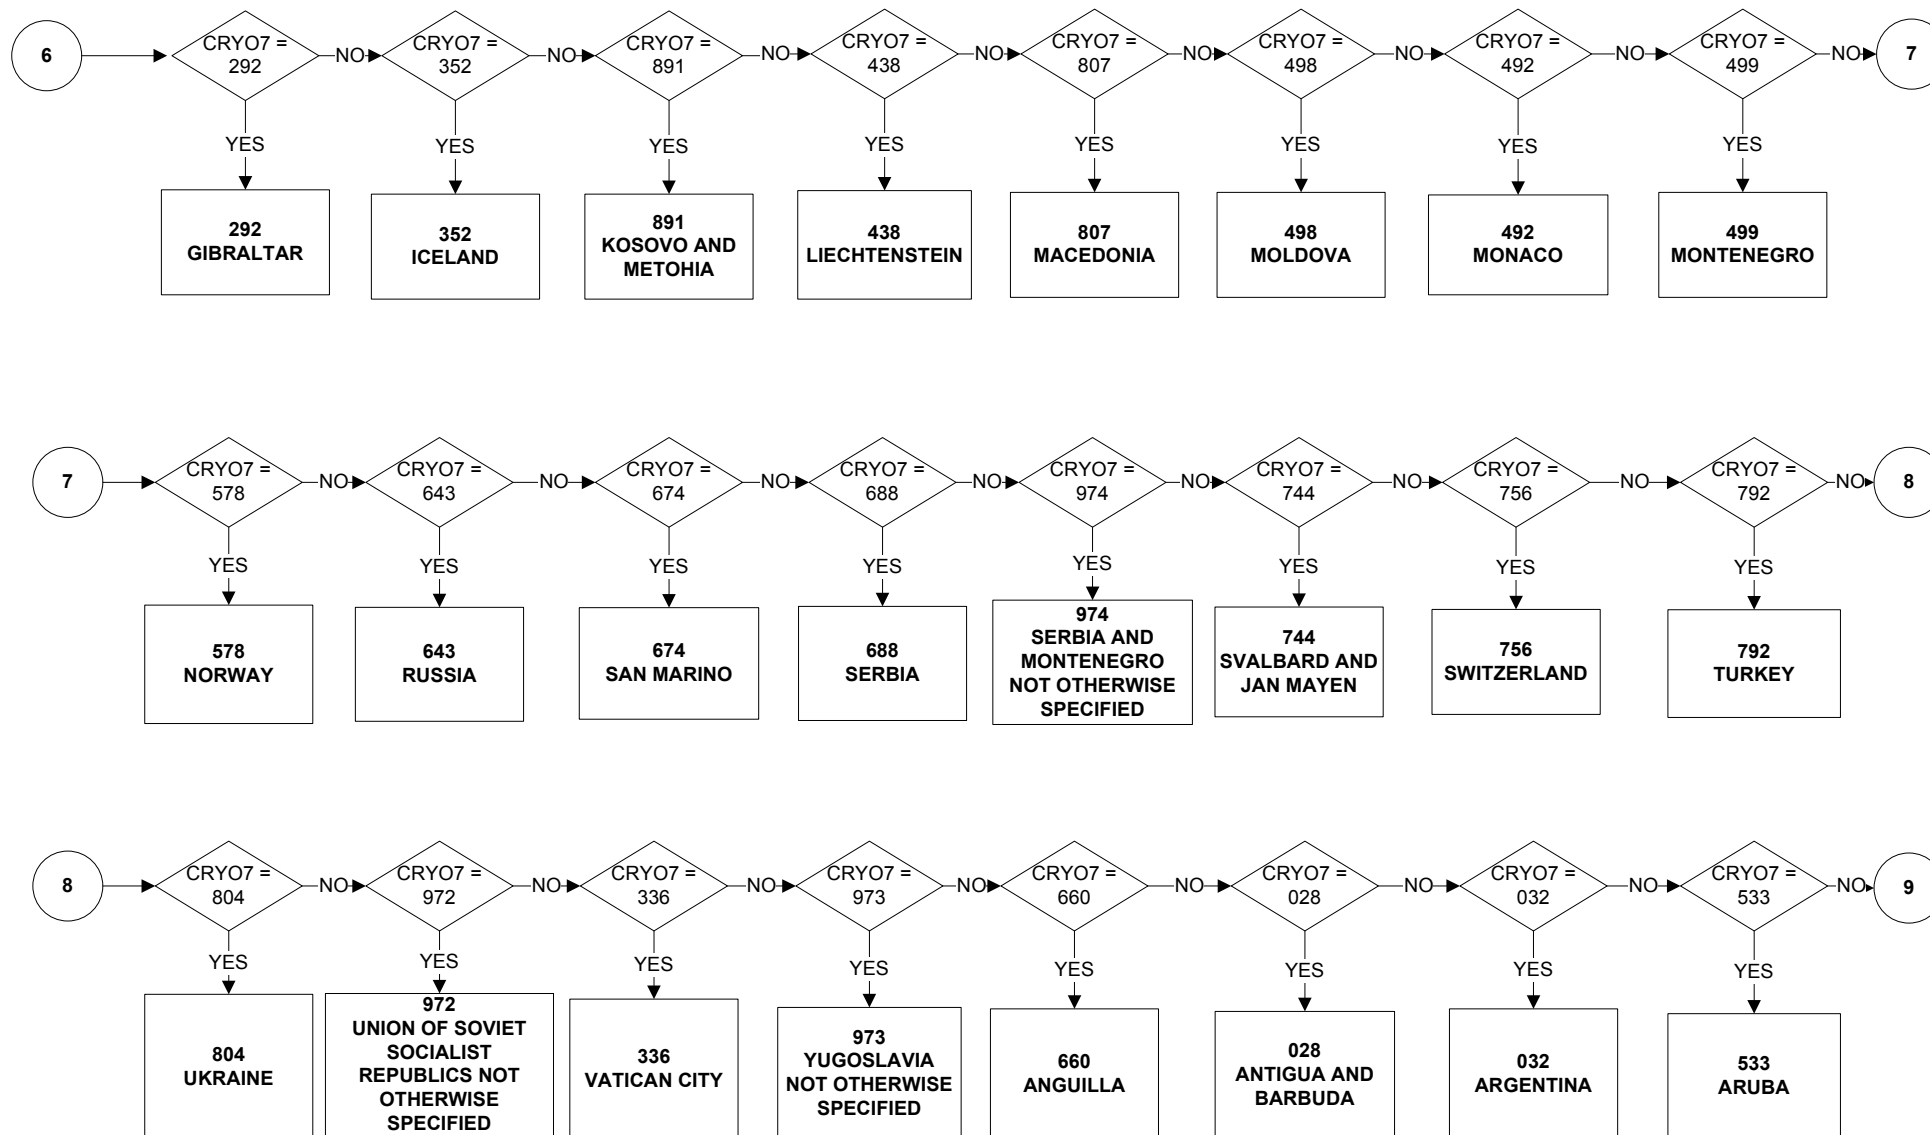 6
CRYO7 =
292
NO
CRYO7 =
352
NO
CRYO7 =
891
NO
CRYO7 =
438
NO
CRYO7 =
807
NO
CRYO7 =
498
NO
CRYO7 =
492
NO
CRYO7 =
499
NO
7
YES
YES
YES
YES
YES
YES
YES
YES
292
GIBRALTAR
352
ICELAND
891
KOSOVO AND
METOHIA
438
LIECHTENSTEIN
807
MACEDONIA
498
MOLDOVA
492
MONACO
499
MONTENEGRO
7
CRYO7 =
578
NO
CRYO7 =
643
NO
CRYO7 =
674
NO
CRYO7 =
688
NO
CRYO7 =
974
NO
CRYO7 =
744
NO
CRYO7 =
756
NO
CRYO7 =
792
NO
8
YES
YES
YES
YES
YES
YES
YES
YES
578
NORWAY
643
RUSSIA
674
SAN MARINO
688
SERBIA
974
SERBIA AND
MONTENEGRO
NOT OTHERWISE
SPECIFIED
744
SVALBARD AND
JAN MAYEN
756
SWITZERLAND
792
TURKEY
8
CRYO7 =
804
NO
CRYO7 =
972
NO
CRYO7 =
336
NO
CRYO7 =
973
NO
CRYO7 =
660
NO
CRYO7 =
028
NO
CRYO7 =
032
NO
CRYO7 =
533
NO
9
YES
YES
YES
YES
YES
YES
YES
YES
804
UKRAINE
972
UNION OF SOVIET
SOCIALIST
REPUBLICS NOT
OTHERWISE
SPECIFIED
336
VATICAN CITY
973
YUGOSLAVIA
NOT OTHERWISE
SPECIFIED
660
ANGUILLA
028
ANTIGUA AND
BARBUDA
032
ARGENTINA
533
ARUBA